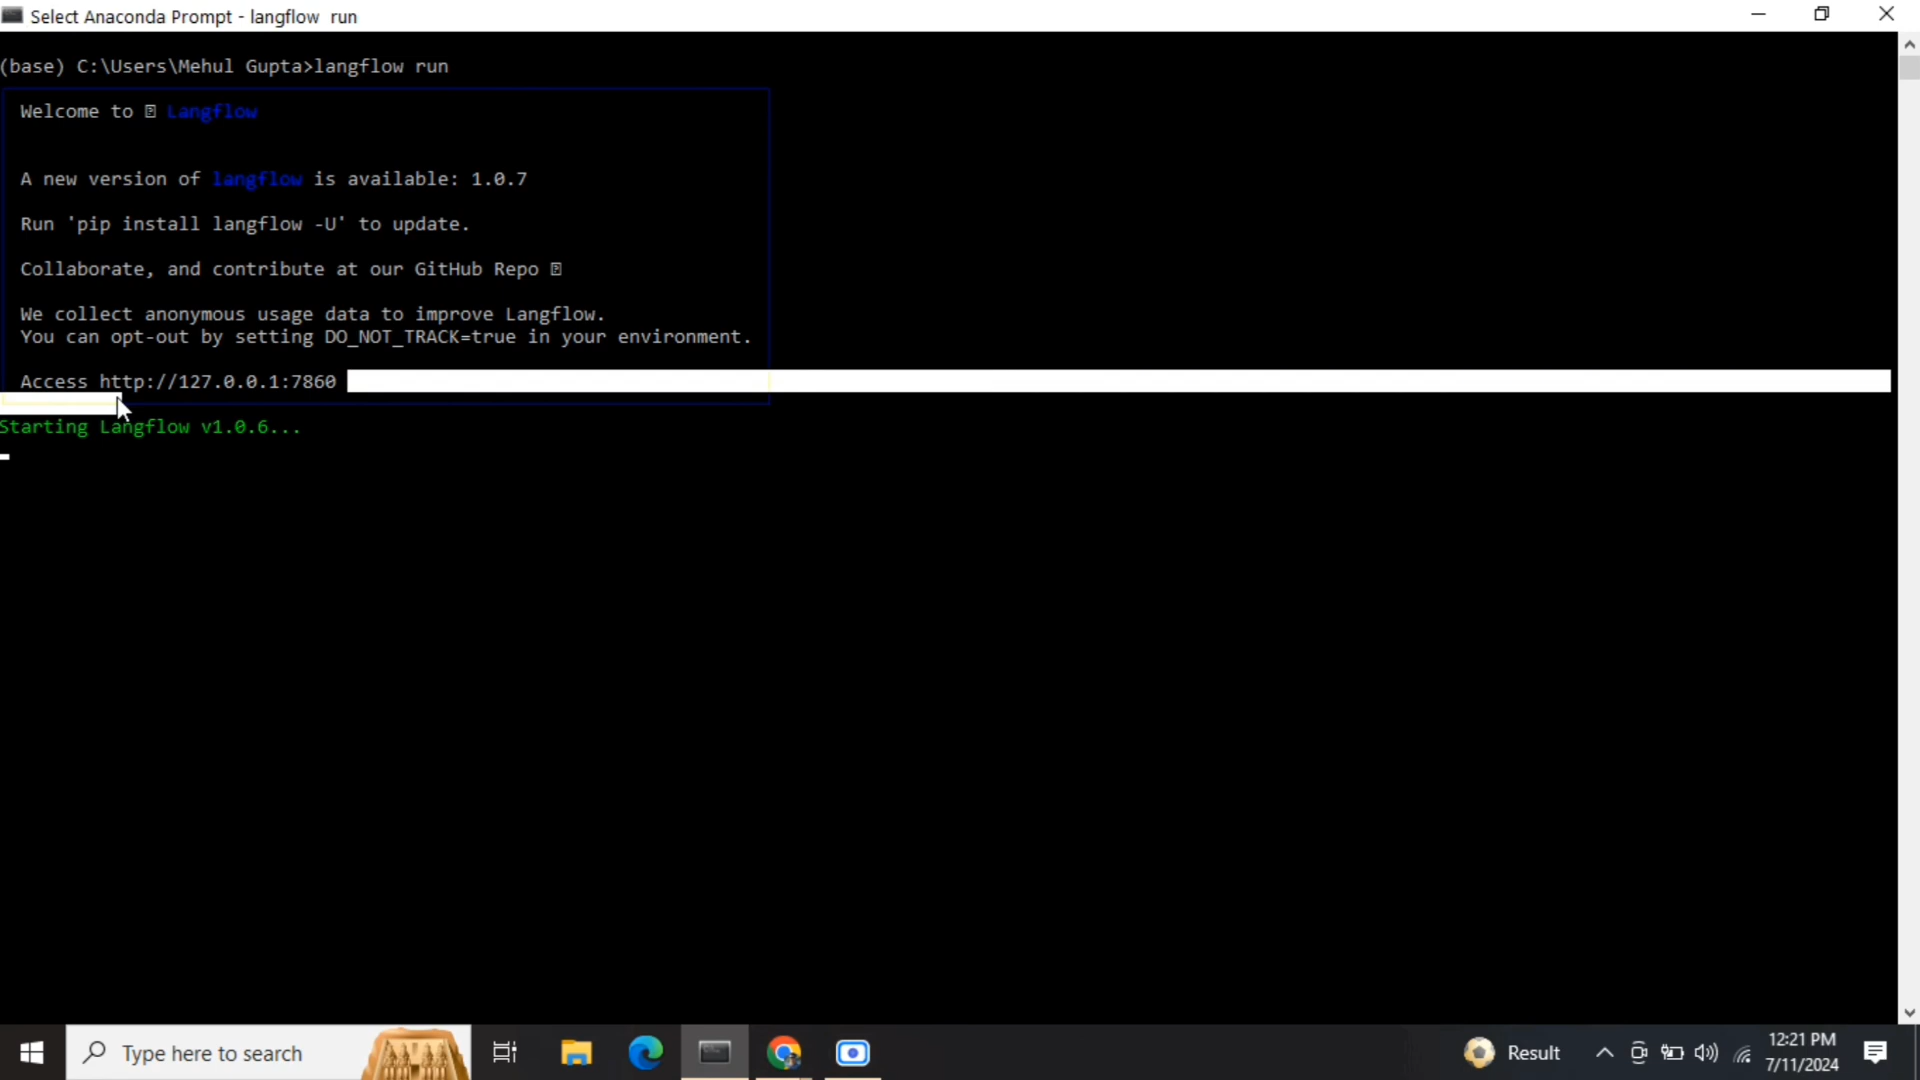 Select Anaconda Prompt - langflow  run
(base) C:\Users\Mehul Gupta>langflow run
Welcome to Langflow
A new version of langflow is available: 1.0.7
Run 'pip install langflow -U' to update.
Collaborate, and contribute at our GitHub Repo
We collect anonymous usage data to improve Langflow.
You can opt-out by setting DO_NOT_TRACK=true in your environment.
Access http://127.0.0.1:7860
Starting Langflow v1.0.6...
Type here to search
Result
12:21 PM
7/11/2024